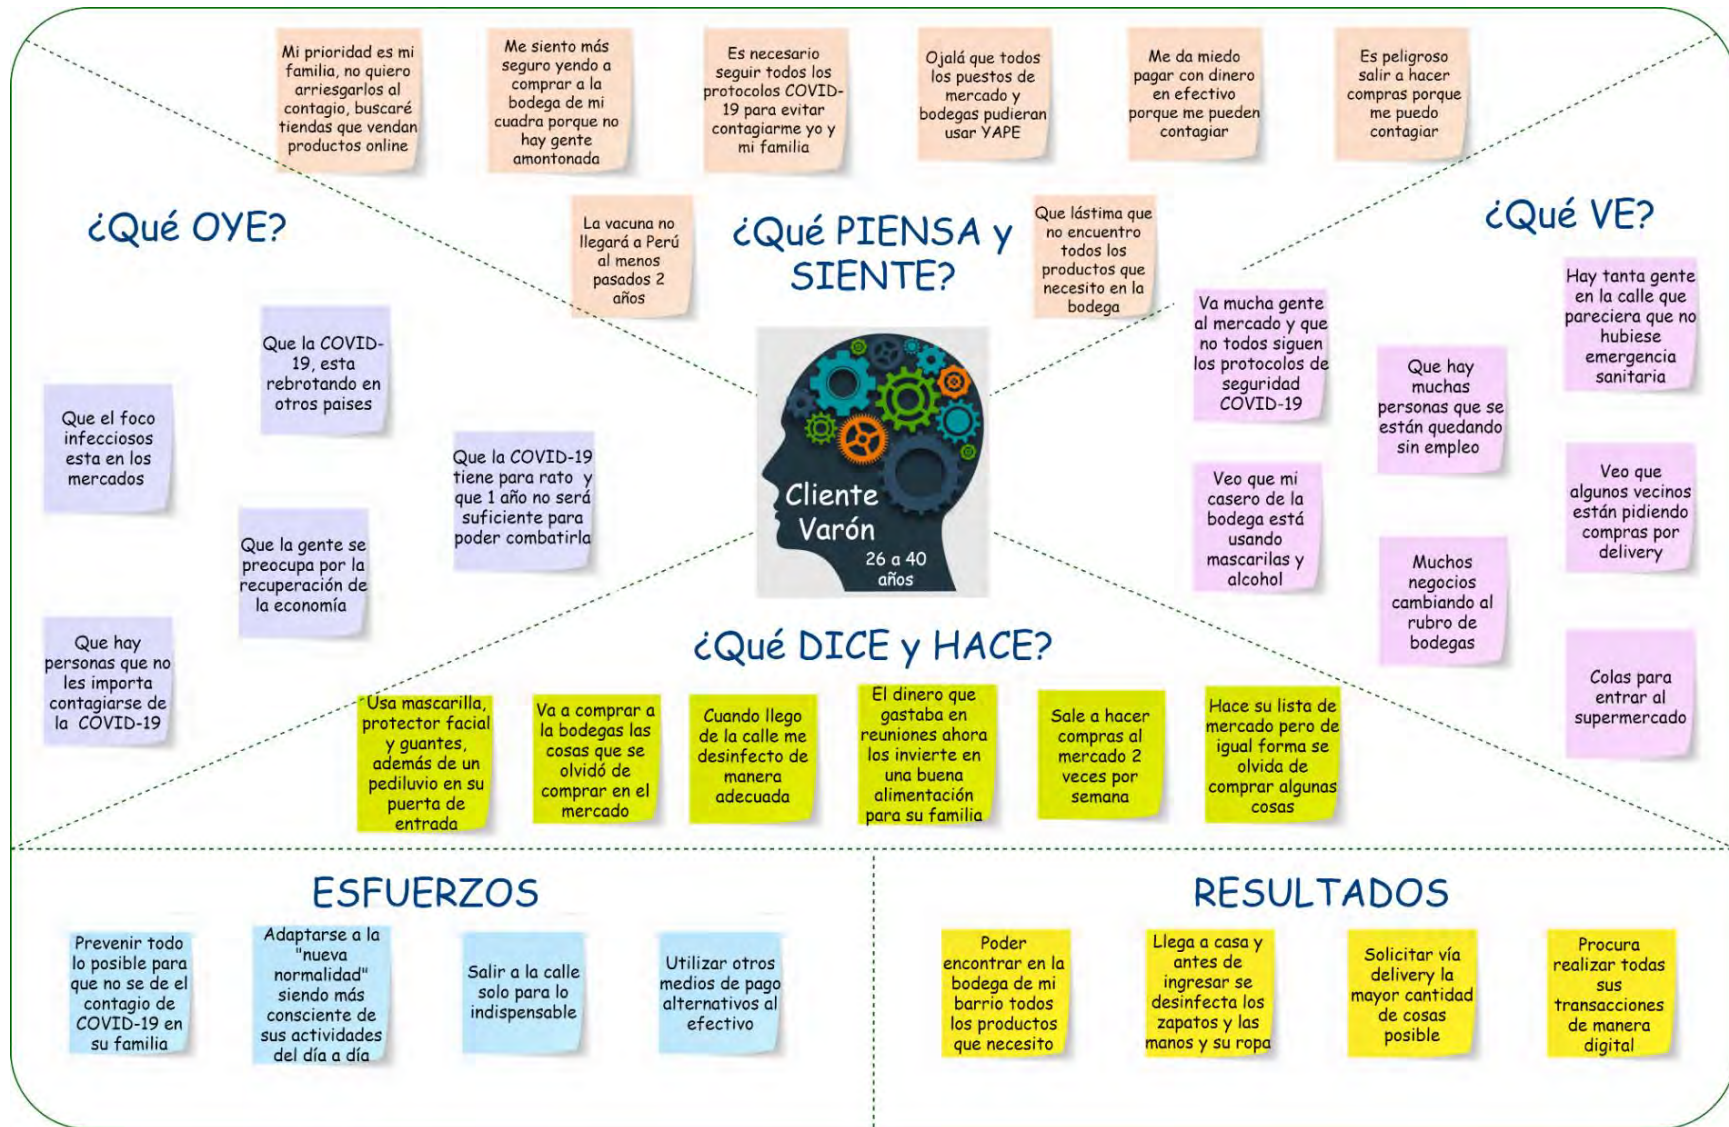 Mi prioridad es mi
familia, no quiero
arriesgarlos al
contagio, buscaré
tiendas que vendan
productos online
Me siento más
seguro yendo a
comprar a la
bodega de mi
cuadra porque no
hay gente
amontonada
Es necesario
seguir todos los
protocolos COVID-
19 para evitar
contagiarme yo y
mi familia
Ojalá que todos
los puestos de
mercado y
bodegas pudieran
usar YAPE
Me da miedo
pagar con dinero
en efectivo
porque me pueden
contagiar
Es peligroso
salir a hacer
compras porque
me puedo
contagiar
¿Qué PIENSA y
SIENTE?
La vacuna no
llegará a Perú
al menos
pasados 2
años
Que lástima que
no encuentro
todos los
productos que
necesito en la
bodega
¿Qué OYE?
Que la COVID-
19, esta
rebrotando en
otros paises
Que el foco
infecciosos
esta en los
mercados
Que la COVID-19
tiene para rato y
que 1 año no será
suficiente para
poder combatirla
Que la gente se
preocupa por la
recuperación de
la economía
Que hay
personas que no
les importa
contagiarse de
la COVID-19
Cliente
Varón
26 a 40
años
¿Qué VE?
Va mucha gente
al mercado y que
no todos siguen
los protocolos de
seguridad
COVID-19
Hay tanta gente
en la calle que
pareciera que no
hubiese
emergencia
sanitaria
Que hay
muchas
personas que se
están quedando
sin empleo
Veo que mi
casero de la
bodega está
usando
mascarilas y
alcohol
Veo que
algunos vecinos
están pidiendo
compras por
delivery
Muchos
negocios
cambiando al
rubro de
bodegas
Colas para
entrar al
supermercado
¿Qué DICE y HACE?
Usa mascarilla,
protector facial
y guantes,
además de un
pediluvio en su
puerta de
entrada
Va a comprar a
la bodegas las
cosas que se
olvidó de
comprar en el
mercado
Cuando llego
de la calle me
desinfecto de
manera
adecuada
El dinero que
gastaba en
reuniones ahora
los invierte en
una buena
alimentación
para su familia
Sale a hacer
compras al
mercado 2
veces por
semana
Hace su lista de
mercado pero de
igual forma se
olvida de
comprar algunas
cosas
ESFUERZOS
Prevenir todo
lo posible para
que no se de el
contagio de
COVID-19 en
su familia
Adaptarse a la
"nueva
normalidad"
siendo más
consciente de
sus actividades
del día a día
Salir a la calle
solo para lo
indispensable
Utilizar otros
medios de pago
alternativos al
efectivo
RESULTADOS
Poder
encontrar en la
bodega de mi
barrio todos
los productos
que necesito
Llega a casa y
antes de
ingresar se
desinfecta los
zapatos y las
manos y su ropa
Solicitar vía
delivery la
mayor cantidad
de cosas
posible
Procura
realizar todas
sus
transacciones
de manera
digital